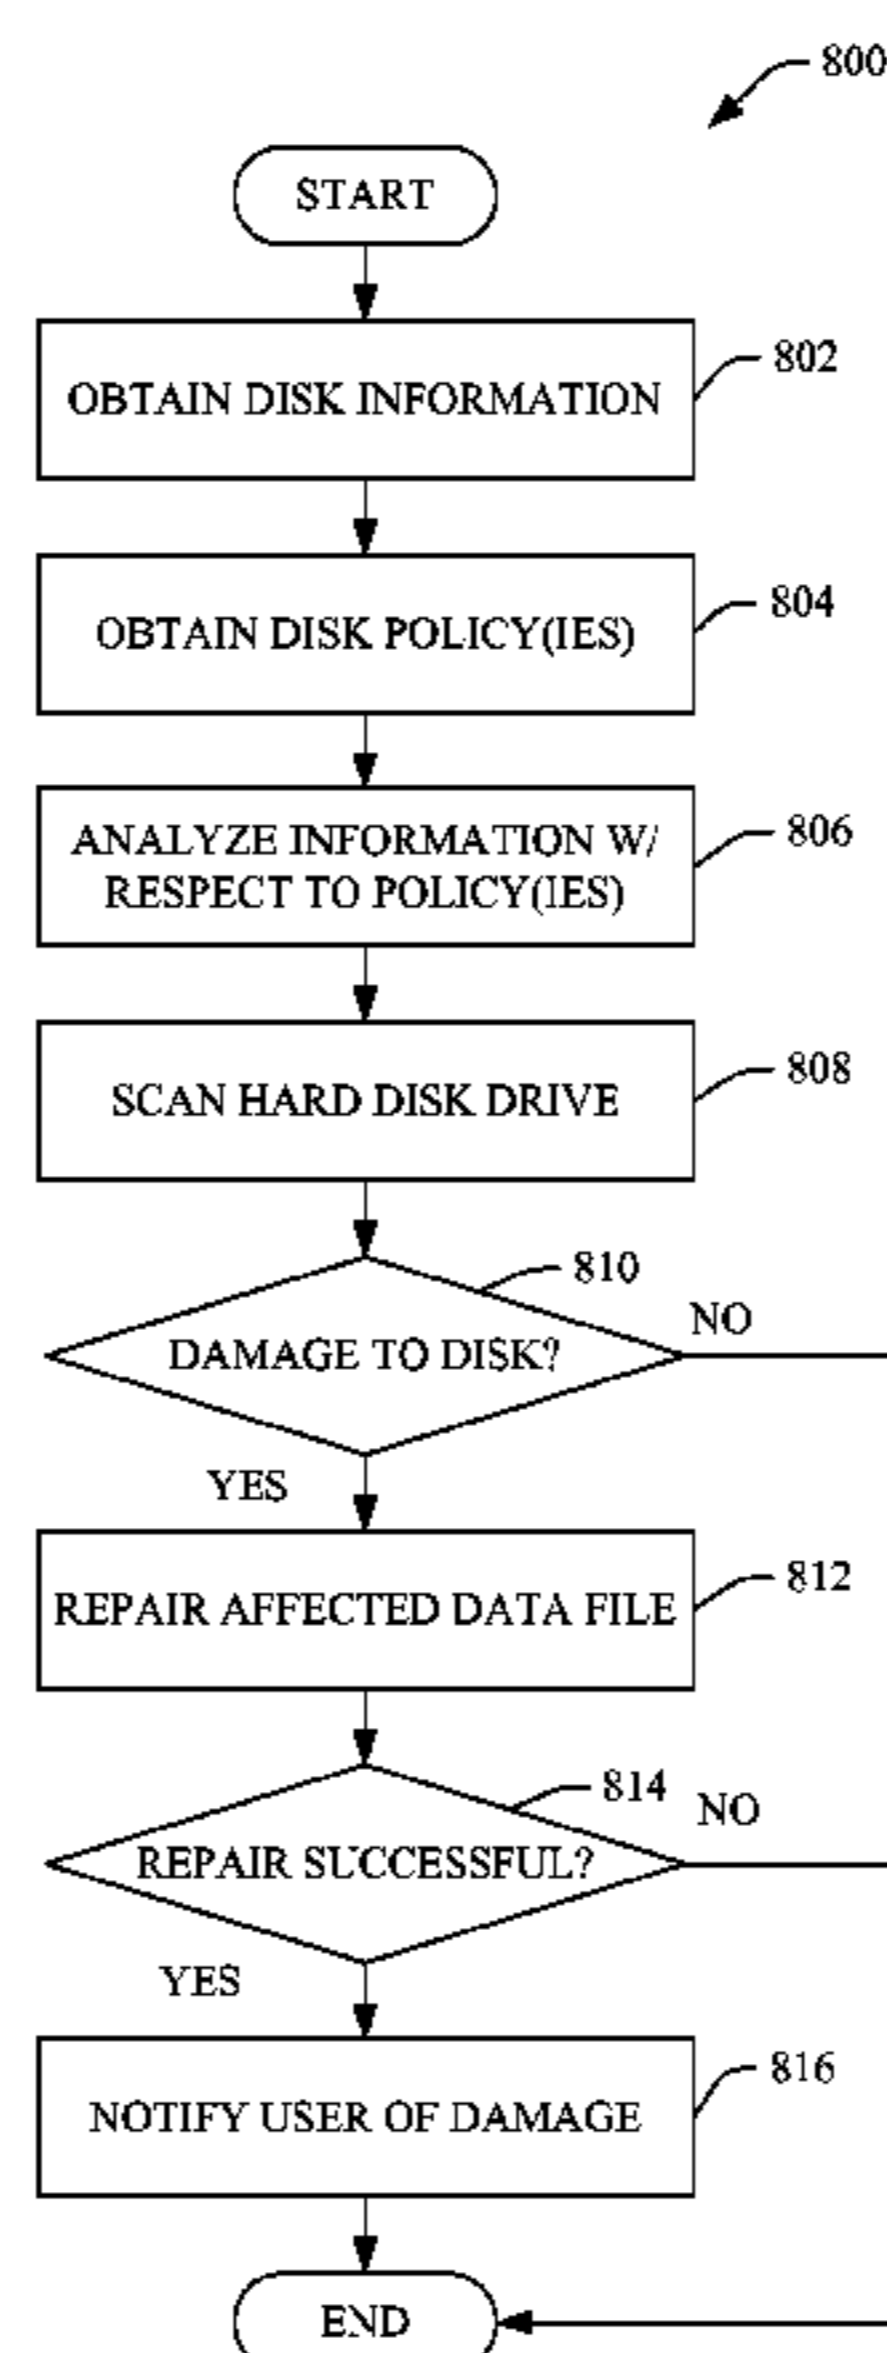 800
START
OBTAIN DISK INFORMATION
802
OBTAIN DISK POLICY(IES)
804
ANALYZE INFORMATION W/
RESPECT TO POLICY(IES)
806
SCAN HARD DISK DRIVE
808
810
DAMAGE TO DISK?
NO
YES
REPAIR AFFECTED DATA FILE
812
814
REPAIR SUCCESSFUL?
NO
YES
NOTIFY USER OF DAMAGE
816
END